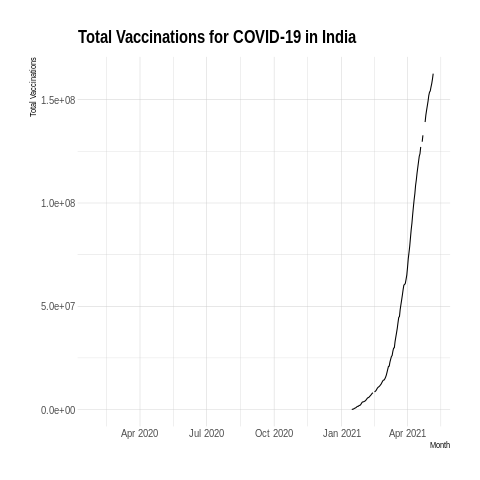 Total Vaccinations for COVID-19 in India
Total Vaccinations
1.5e+08
1.0e+08
5.0e+07
0.0e+00
Apr 2020 Jul 2020 Oct 2020 Jan 2021 Apr 2021
Month